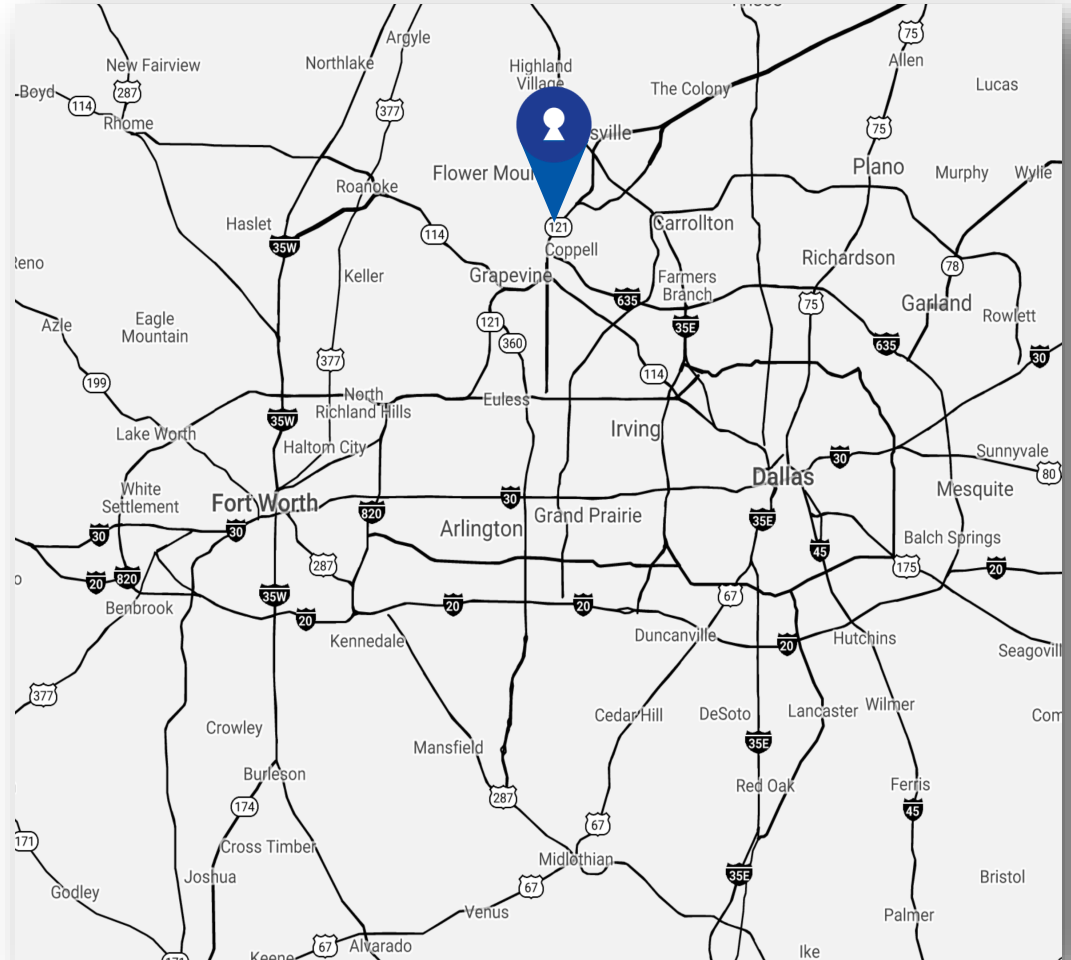 Argyle
75
New Fairview
Northlake
Highland
Village
Allen
287
Boyd
114
The Colony
Lucas
377
Rhome
75
sville
Plano
Flower Mou
Murphy
Wylie
Roanoke
Haslet
121
Carrollton
114
35W
Coppell
Richardson
78
Keller
Grapevine
Farmers
Branch
635
75
Garland
Rowlett
Azle
Eagle
Mountain
121
35E
360
635
30
377
114
199
North
Richland Hills
Euless
35W
Irving
Lake Worth
Haltom City
30
Sunnyvale
80
Dallas
White
Settlement
Fort Worth
30
Mesquite
820
Grand Prairie
Arlington
35E
30
30
45
Balch Springs
287
175
20
20
820
67
35W
Benbrook
20
20
20
Kennedale
Duncanville
Hutchins
20
Seagovill
377
Cedar Hill
DeSoto
Lancaster
Wilmer
Com
Crowley
Mansfield
35E
Burleson
Red Oak
Ferris
287
174
45
67
171
Cross Timber
Midlothian
35E
Joshua
Bristol
67
Godley
Venus
Palmer
67
Alvarado
Ike
Keene
171